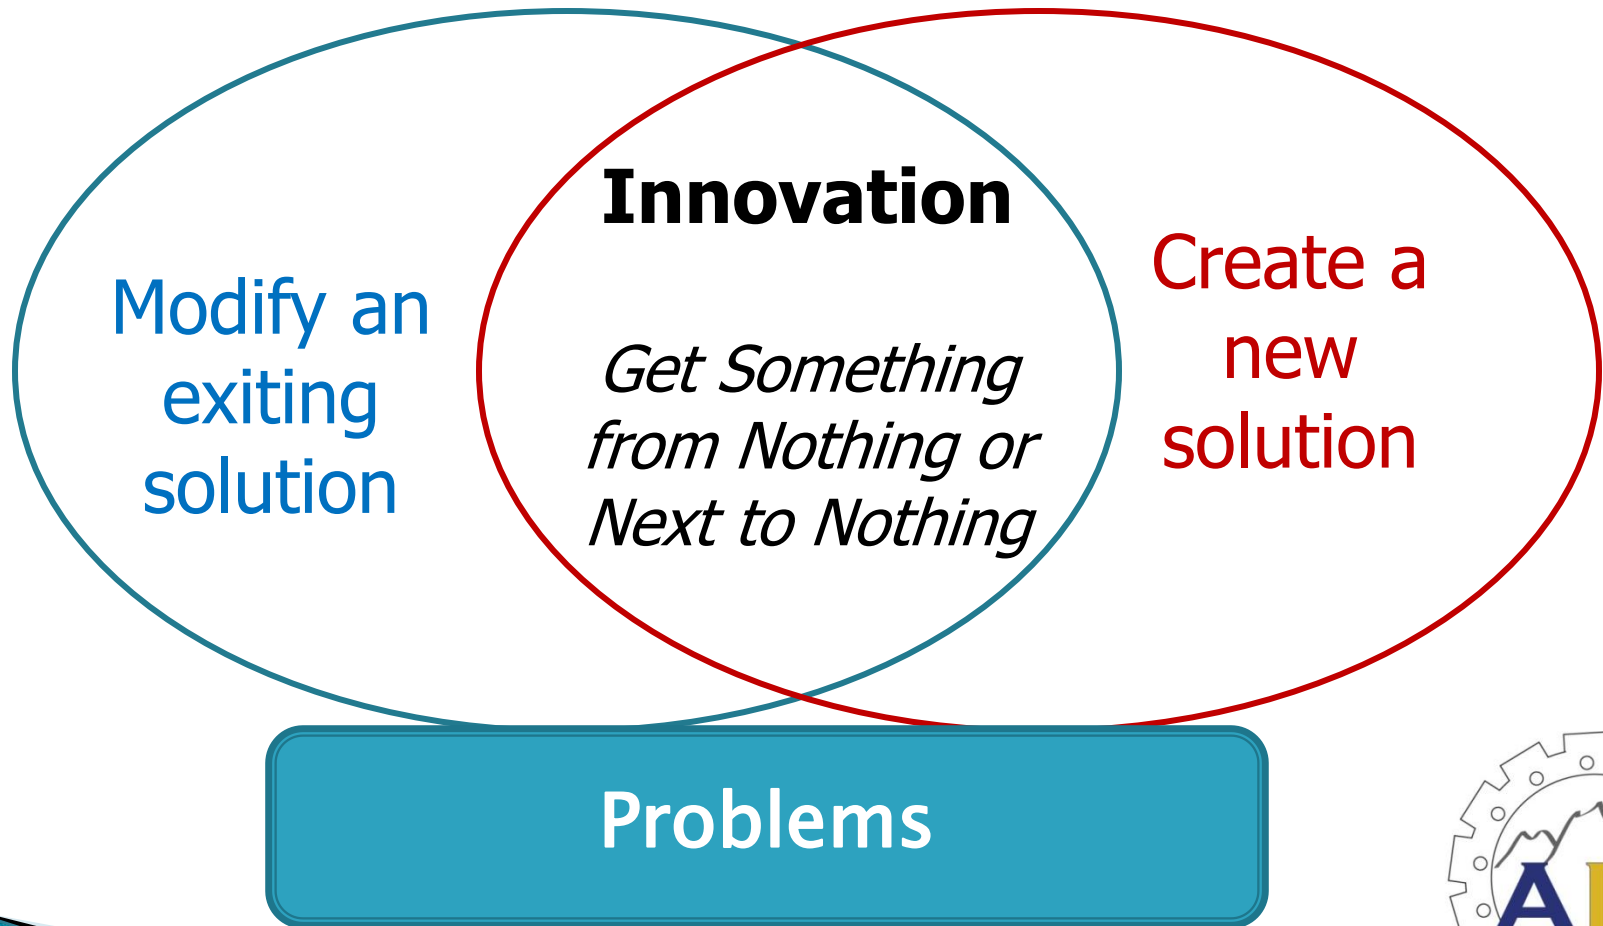 Innovation
Get Something
from Nothing or
Next to Nothing
Modify an
exiting
solution
Create a
new
solution
Problems
A